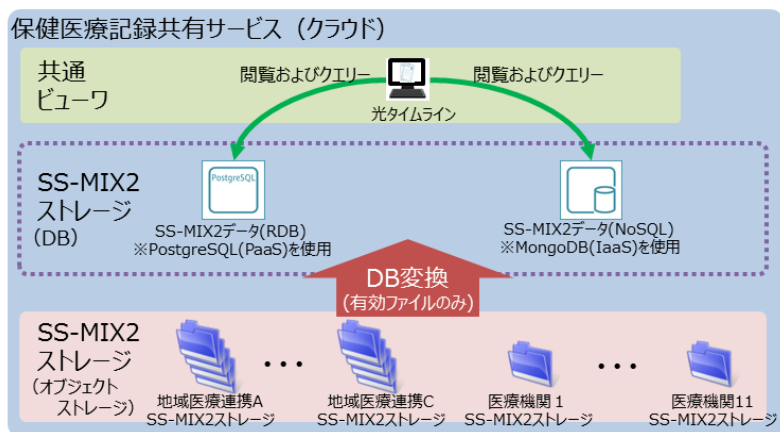 保健医療記録共有サービス（クラウド）
共通
ビューワ
閲覧およびクエリー
閲覧およびクエリー
光タイムライン
SS-MIX2
ストレージ
（DB）
PostgreSQL
SS-MIX2データ(RDB)
※PostgreSQL(PaaS)を使用
SS-MIX2データ(NoSQL)
※MongoDB(IaaS)を使用
DB変換
(有効ファイルのみ)
SS-MIX2
ストレージ
（オブジェクト
ストレージ）
・・・
・・・
地域医療連携A
SS-MIX2ストレージ
地域医療連携C
SS-MIX2ストレージ
医療機関１
SS-MIX2ストレージ
医療機関11
SS-MIX2ストレージ